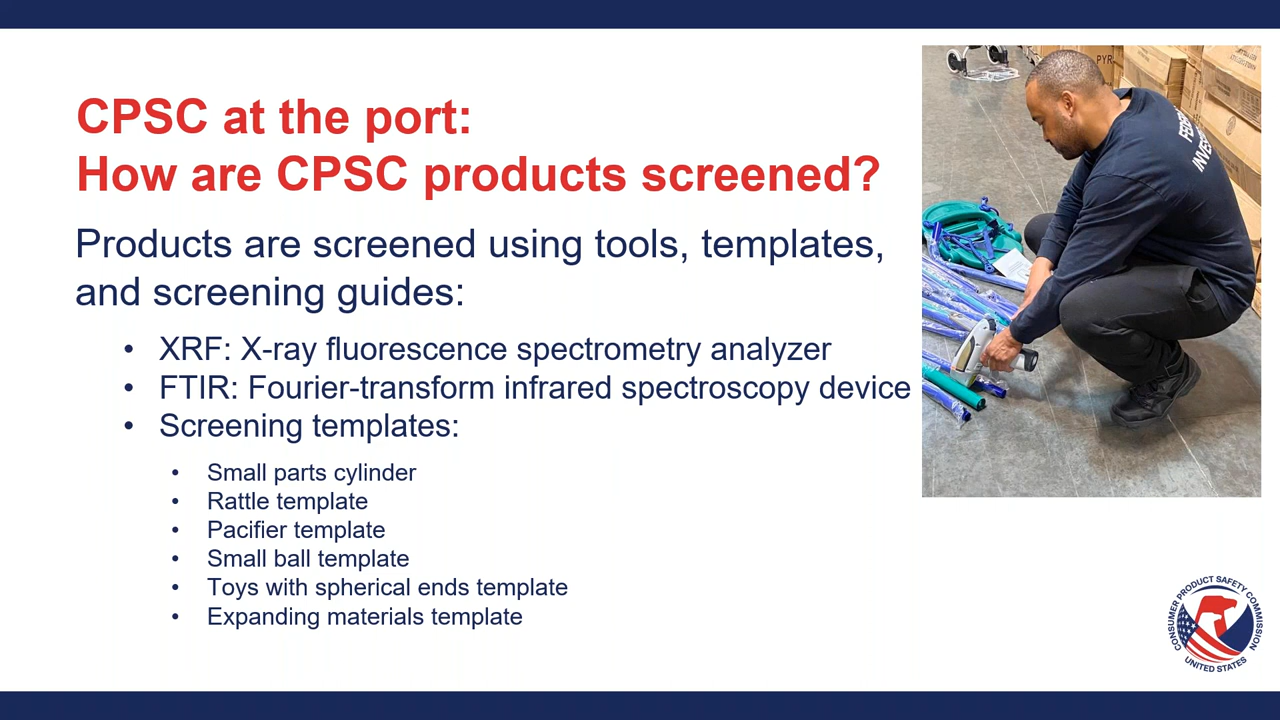 CPSC at the port:
How are CPSC products screened?
Products are screened using tools, templates,
and screening guides:
• XRF: X-ray fluorescence spectrometry analyzer
• FTIR: Fourier-transform infrared spectroscopy device
• Screening templates:
• Small parts cylinder
• Rattle template
• Pacifier template
• Small ball template
• Toys with spherical ends template
• Expanding materials template
CONSUMER PRODUCT SAFETY COMMISSION
UNITED STATES